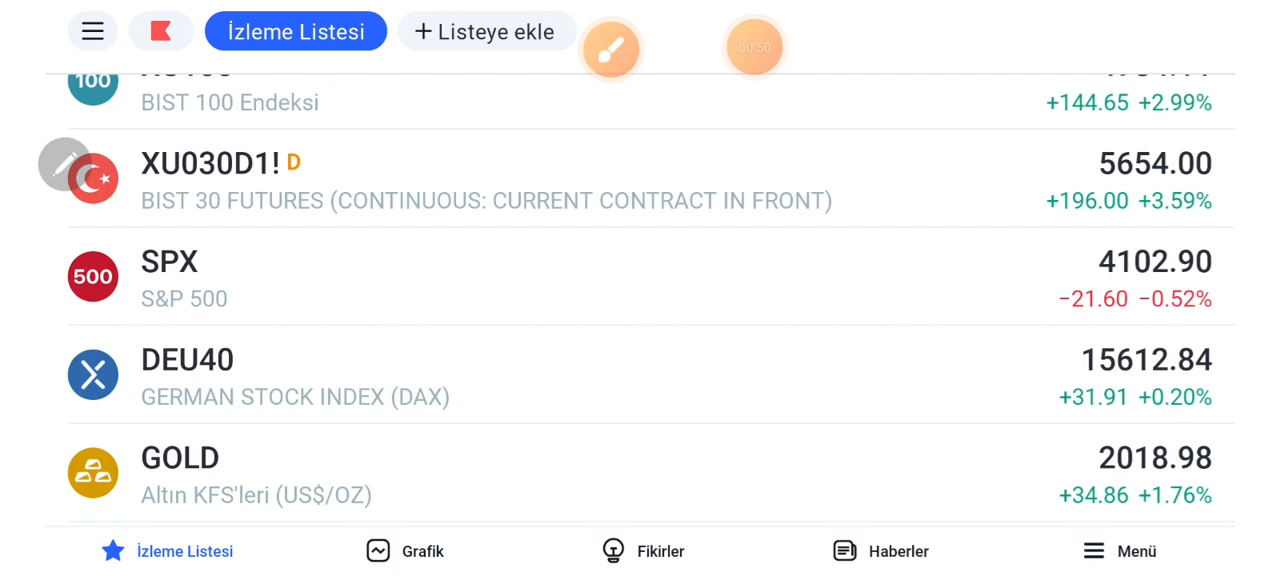 İzleme Listesi
+ Listeye ekle
00:50
100
BIST 100 Endeksi
+144.65 +2.99%
XU030D1! D
5654.00
BIST 30 FUTURES (CONTINUOUS: CURRENT CONTRACT IN FRONT)
+196.00 +3.59%
500
SPX
4102.90
S&P 500
−21.60 −0.52%
DEU40
15612.84
GERMAN STOCK INDEX (DAX)
+31.91 +0.20%
GOLD
2018.98
Altın KFS'leri (US$/OZ)
+34.86 +1.76%
İzleme Listesi
Grafik
Fikirler
Haberler
Menü